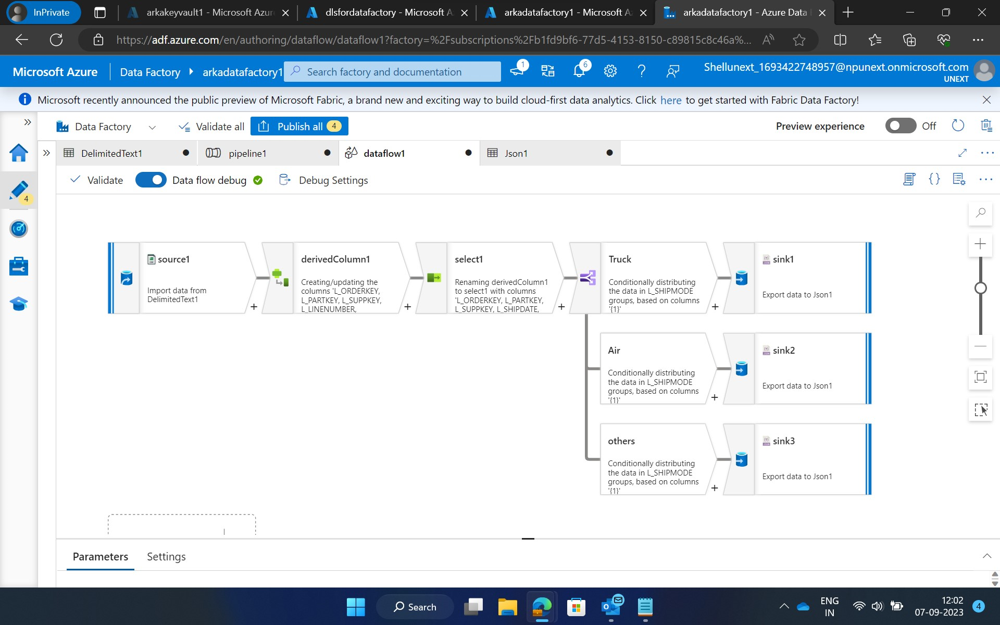 InPrivate
arkakeyvault1 - Microsoft Azur
dlsfordatafactory - Microsoft A
arkadatafactory1 - Microsoft A
arkadatafactory1 - Azure Data
https://adf.azure.com/en/authoring/dataflow/dataflow1?factory=%2Fsubscriptions%2Fb1fd9bf6-77d5-4153-8150-c89815c8c46a%...
Microsoft Azure
Data Factory
arkadatafactory1
Search factory and documentation
1
6
Shellunext_1693422748957@npunext.onmicrosoft.com
UNEXT
Microsoft recently announced the public preview of Microsoft Fabric, a brand new and exciting way to build cloud-first data analytics. Click here to get started with Fabric Data Factory!
Data Factory
Validate all
Publish all 4
Preview experience
Off
DelimitedText1
pipeline1
dataflow1
Json1
4
Validate
Data flow debug
Debug Settings
source1
Import data from
DelimitedText1
derivedColumn1
Creating/updating the
columns 'L_ORDERKEY,
L_PARTKEY, L_SUPPKEY,
L_LINENUMBER,
select1
Renaming derivedColumn1
to select1 with columns
'L_ORDERKEY, L_PARTKEY,
L_SUPPKEY, L_SHIPDATE,
Truck
Conditionally distributing
the data in L_SHIPMODE
groups, based on columns
'{1}'
sink1
Export data to Json1
Air
Conditionally distributing
the data in L_SHIPMODE
groups, based on columns
'{1}'
sink2
Export data to Json1
others
Conditionally distributing
the data in L_SHIPMODE
groups, based on columns
'{1}'
sink3
Export data to Json1
Parameters
Settings
Search
ENG
IN
12:02
07-09-2023
4